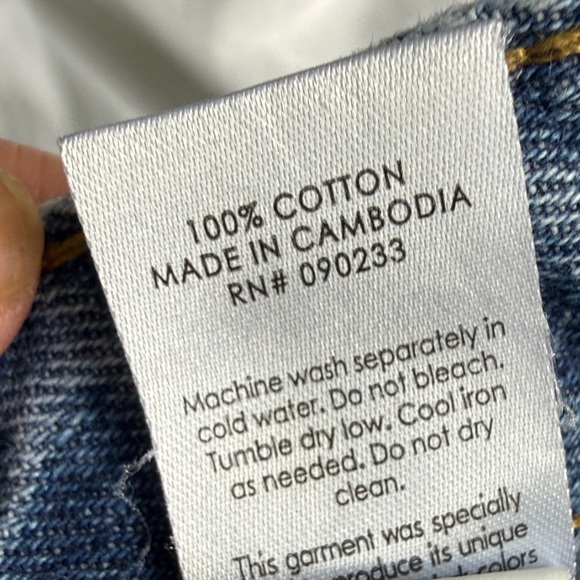 100% COTTON
MADE IN CAMBODIA
RN# 090233
Machine wash separately in
cold water. Do not bleach.
Tumble dry low. Cool iron
as needed. Do not dry
clean.
This garment was specially
its unique
colors